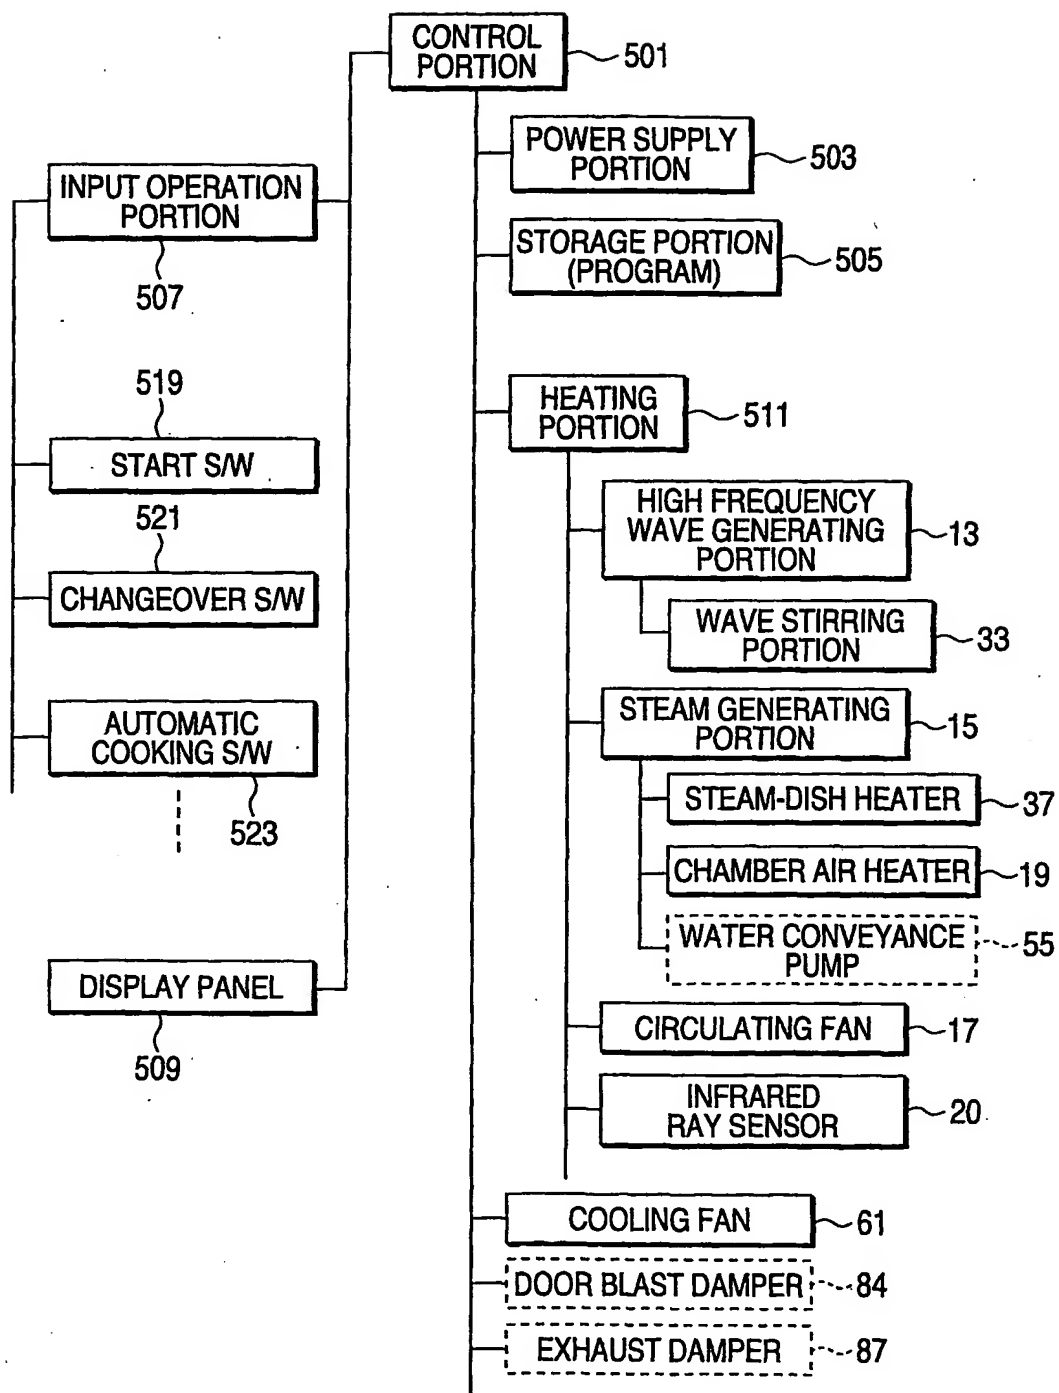 CONTROL
PORTION
501
POWER SUPPLY
PORTION
503
INPUT OPERATION
PORTION
507
STORAGE PORTION
(PROGRAM)
505
519
START S/W
521
CHANGEOVER S/W
AUTOMATIC
COOKING S/W
523
DISPLAY PANEL
509
HEATING
PORTION
511
HIGH FREQUENCY
WAVE GENERATING
PORTION
13
WAVE STIRRING
PORTION
33
STEAM GENERATING
PORTION
15
STEAM-DISH HEATER
37
CHAMBER AIR HEATER
19
WATER CONVEYANCE
PUMP
55
CIRCULATING FAN
17
INFRARED
RAY SENSOR
20
COOLING FAN
61
DOOR BLAST DAMPER
84
EXHAUST DAMPER
87